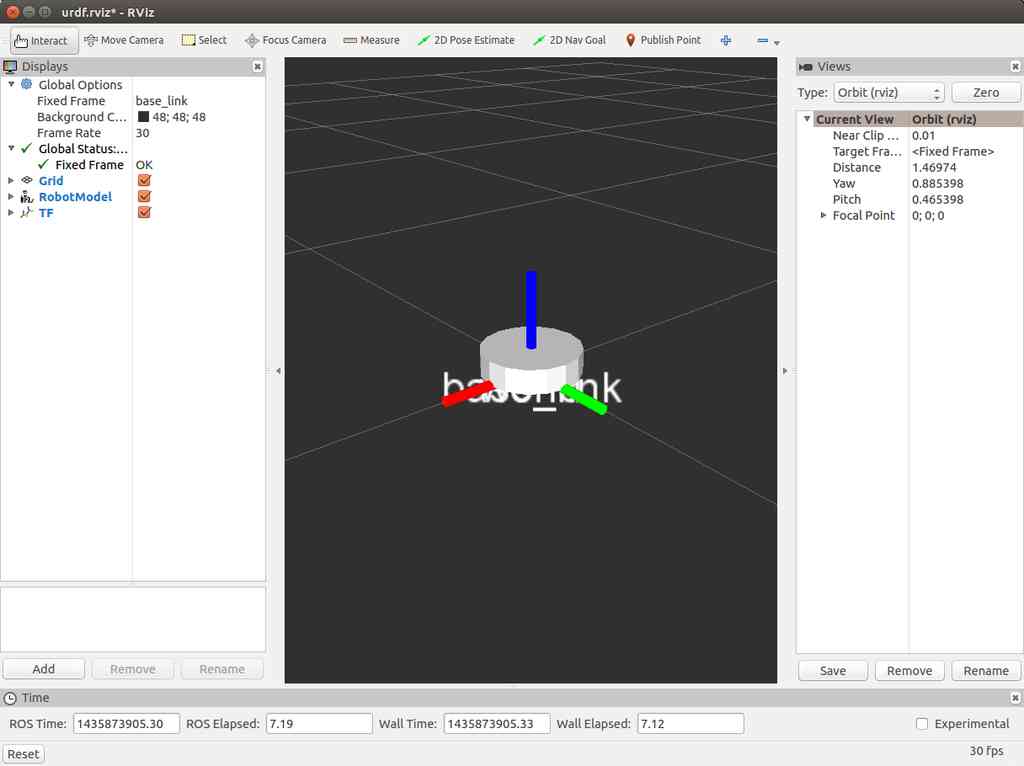 urdf.rviz* - RViz
Interact Move Camera Select Focus Camera Measure 2D Pose Estimate 2D Nav Goal Publish Point
Displays
Global Options
Fixed Frame base_link
Background C... 48; 48; 48
Frame Rate 30
Global Status:...
Fixed Frame OK
Grid
RobotModel
TF
Add Remove Rename
Views
Type: Orbit (rviz) Zero
Current View Orbit (rviz)
Near Clip ... 0.01
Target Fra... <Fixed Frame>
Distance 1.46974
Yaw 0.885398
Pitch 0.465398
Focal Point 0; 0; 0
Save Remove Rename
Time
ROS Time: 1435873905.30 ROS Elapsed: 7.19 Wall Time: 1435873905.33 Wall Elapsed: 7.12 Experimental
Reset 30 fps